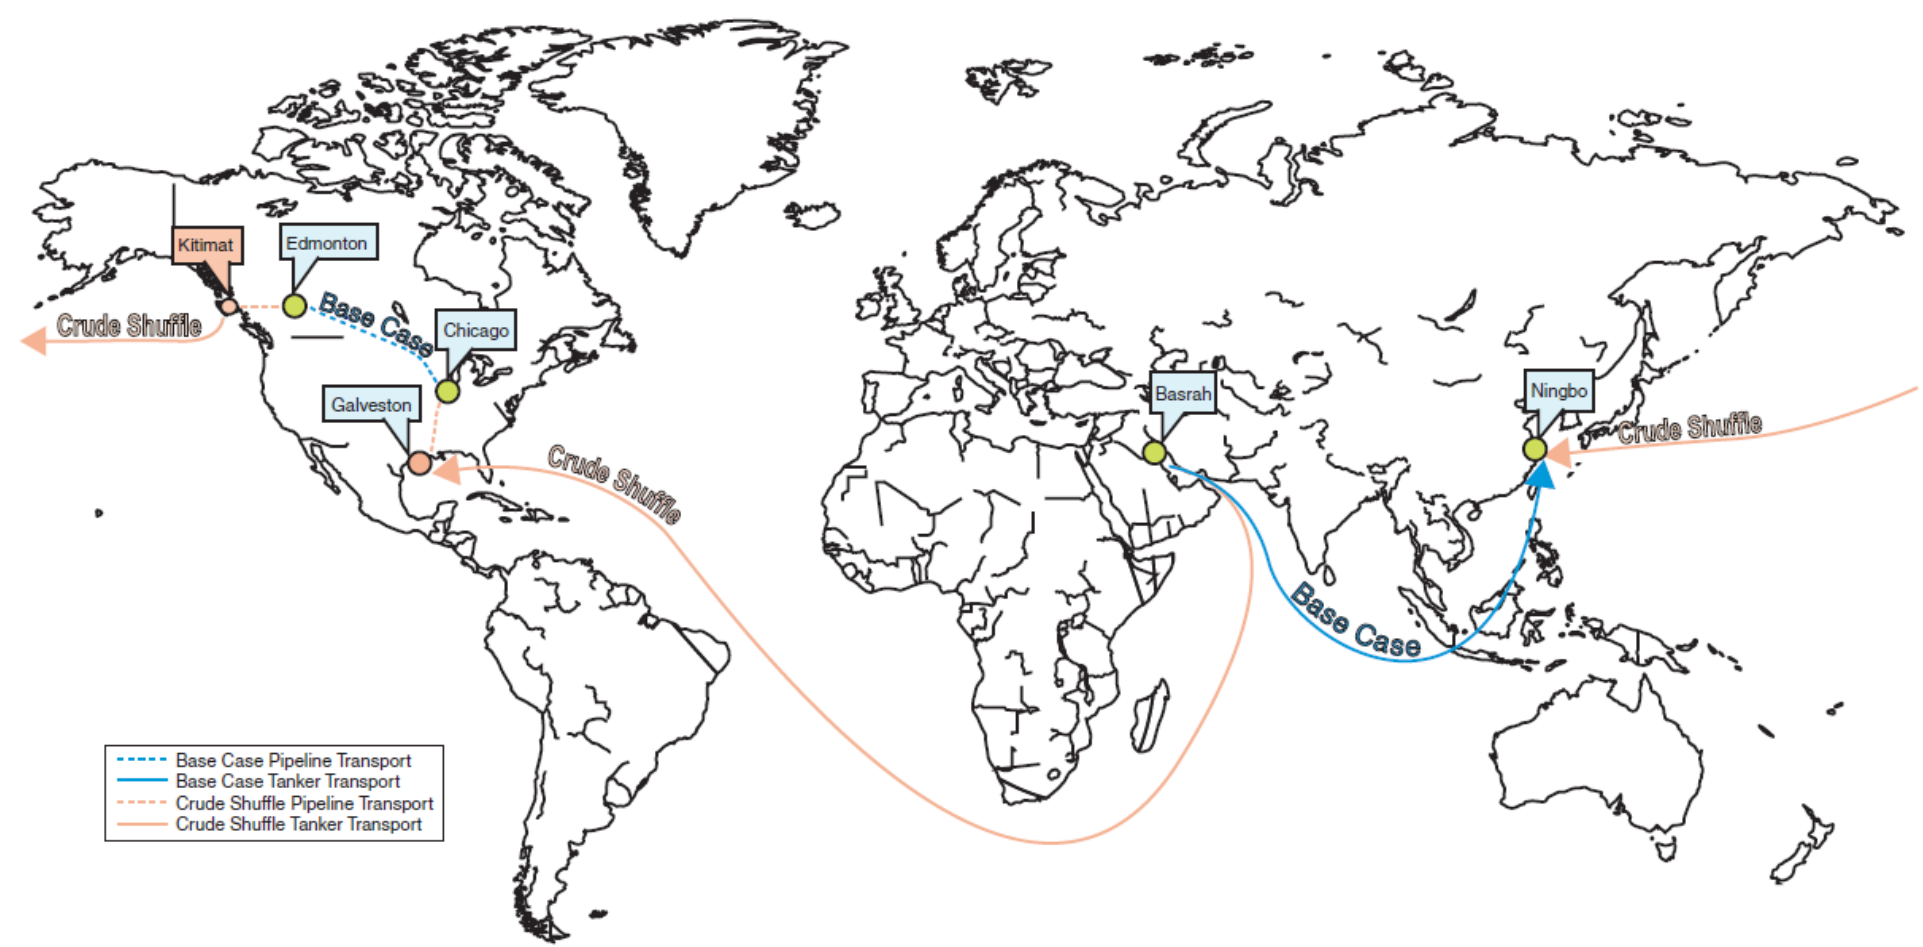 Kitimat
Edmonton
Crude Shuffle
Base Case
Chicago
Galveston
Crude Shuffle
Basrah
Ningbo
Crude Shuffle
Base Case
Base Case Pipeline Transport
Base Case Tanker Transport
Crude Shuffle Pipeline Transport
Crude Shuffle Tanker Transport